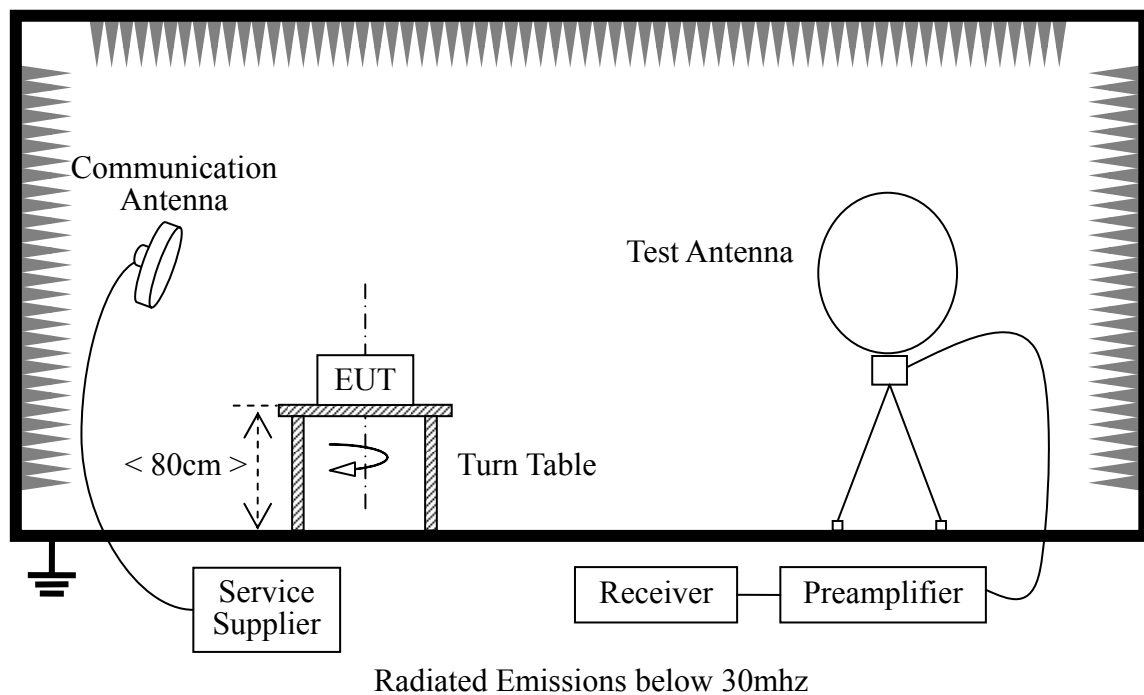 Communication
Antenna
Test Antenna
EUT
< 80cm >
Turn Table
Service
Supplier
Receiver
Preamplifier
Radiated Emissions below 30mhz